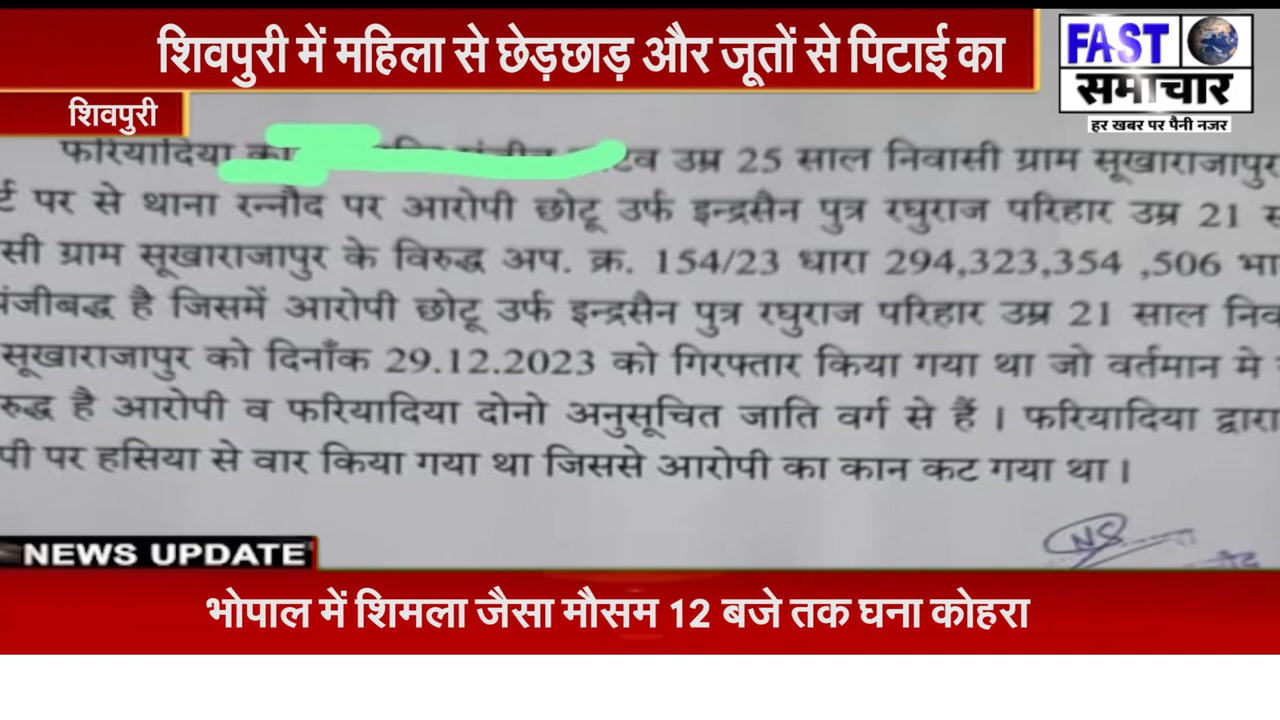 शिवपुरी में महिला से छेड़छाड़ और जूतों से पिटाई का
FAST
समाचार
हर खबर पर पैनी नजर
शिवपुरी
फरियादिया उम्र 25 साल निवासी ग्राम सूखाराजापुर
र्ट पर से थाना रन्नौद पर आरोपी छोटू उर्फ इन्द्रसैन पुत्र रघुराज परिहार उम्र 21
सी ग्राम सूखाराजापुर के विरुद्ध अप. क्र. 154/23 धारा 294,323,354 ,506 भा
पंजीबद्ध है जिसमें आरोपी छोटू उर्फ इन्द्रसैन पुत्र रघुराज परिहार उम्र 21 साल निव
सूखाराजापुर को दिनाँक 29.12.2023 को गिरफ्तार किया गया था जो वर्तमान मे
रुद्ध है आरोपी व फरियादिया दोनो अनुसूचित जाति वर्ग से हैं । फरियादिया द्वारा
पी पर हसिया से वार किया गया था जिससे आरोपी का कान कट गया था ।
NEWS UPDATE
भोपाल में शिमला जैसा मौसम 12 बजे तक घना कोहरा